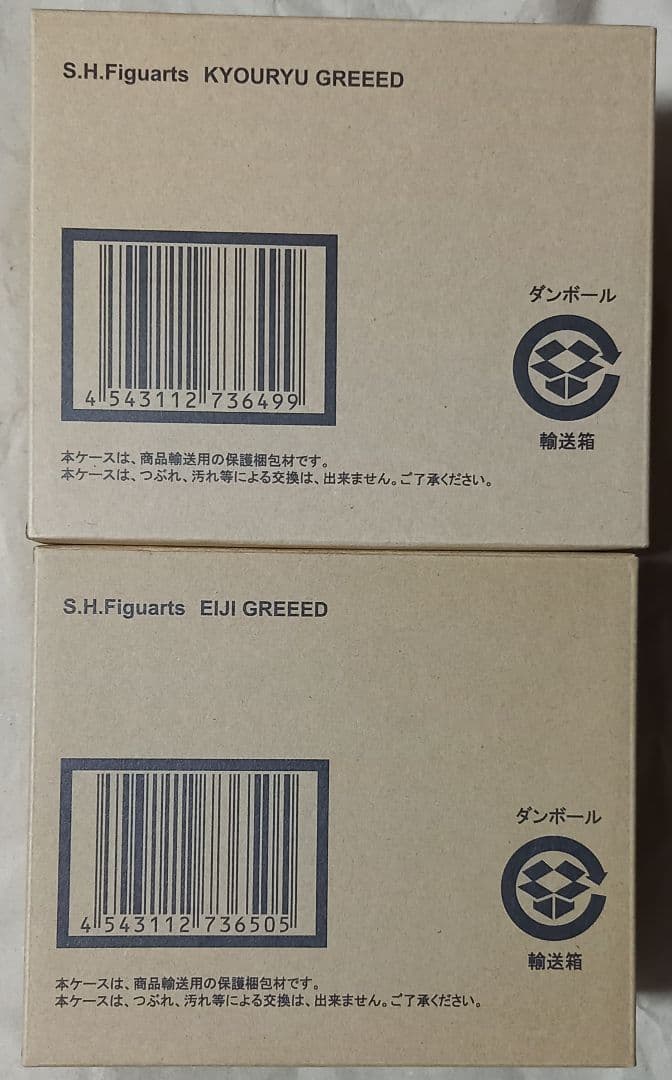 S.H.Figuarts KYOURYU GREEED
4 543112 736499
ダンボール
輸送箱
本ケースは、商品輸送用の保護梱包材です。
本ケースは、つぶれ、汚れ等による交換は、出来ません。ご了承ください。
S.H.Figuarts EIJI GREEED
4 543112 736505
ダンボール
輸送箱
本ケースは、商品輸送用の保護梱包材です。
本ケースは、つぶれ、汚れ等による交換は、出来ません。ご了承ください。